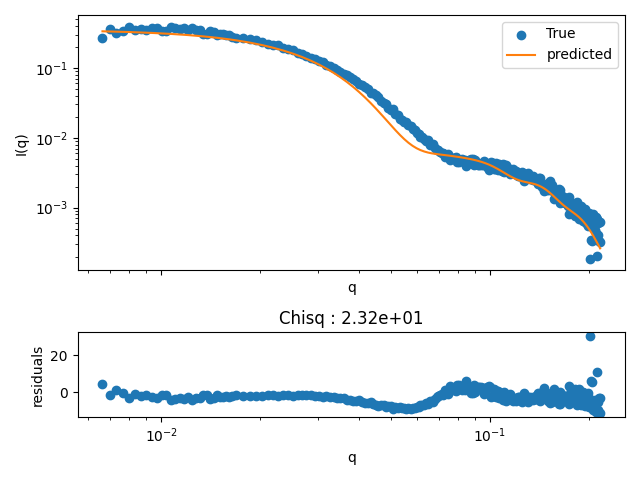 True
predicted
10⁻¹
10⁻²
10⁻³
I(q)
q
Chisq : 2.32e+01
20
0
residuals
10⁻²
10⁻¹
q